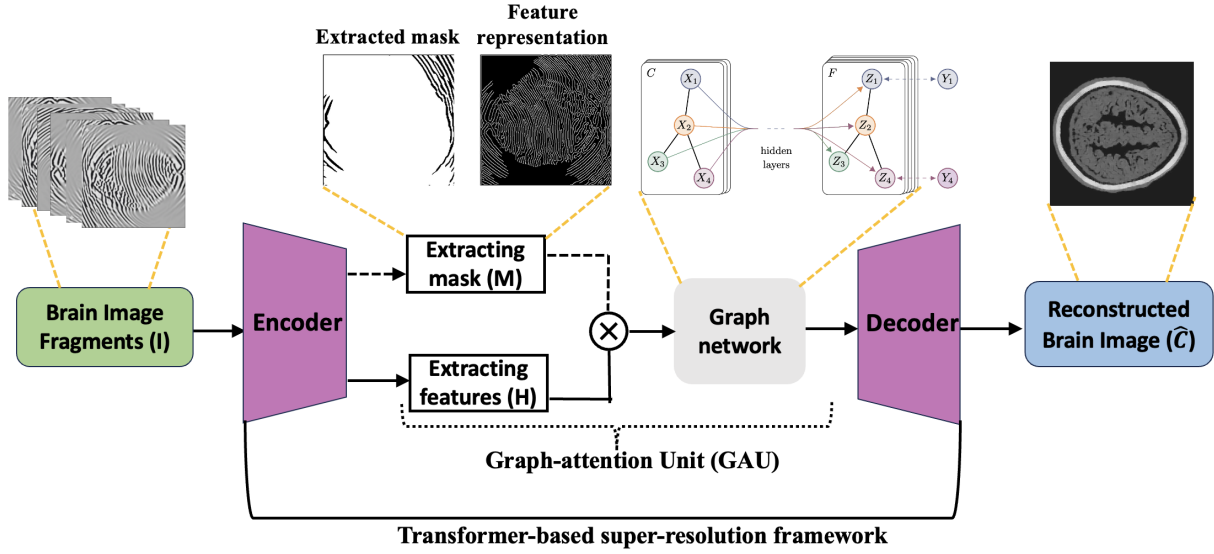 Extracted mask
Feature
representation
C
X1
X2
X3
X4
hidden
layers
F
Z1
Z2
Z3
Z4
Y1
Y4
Brain Image
Fragments (I)
Encoder
Extracting
mask (M)
Extracting
features (H)
Graph
network
Decoder
Reconstructed
Brain Image (Ĉ)
Graph-attention Unit (GAU)
Transformer-based super-resolution framework